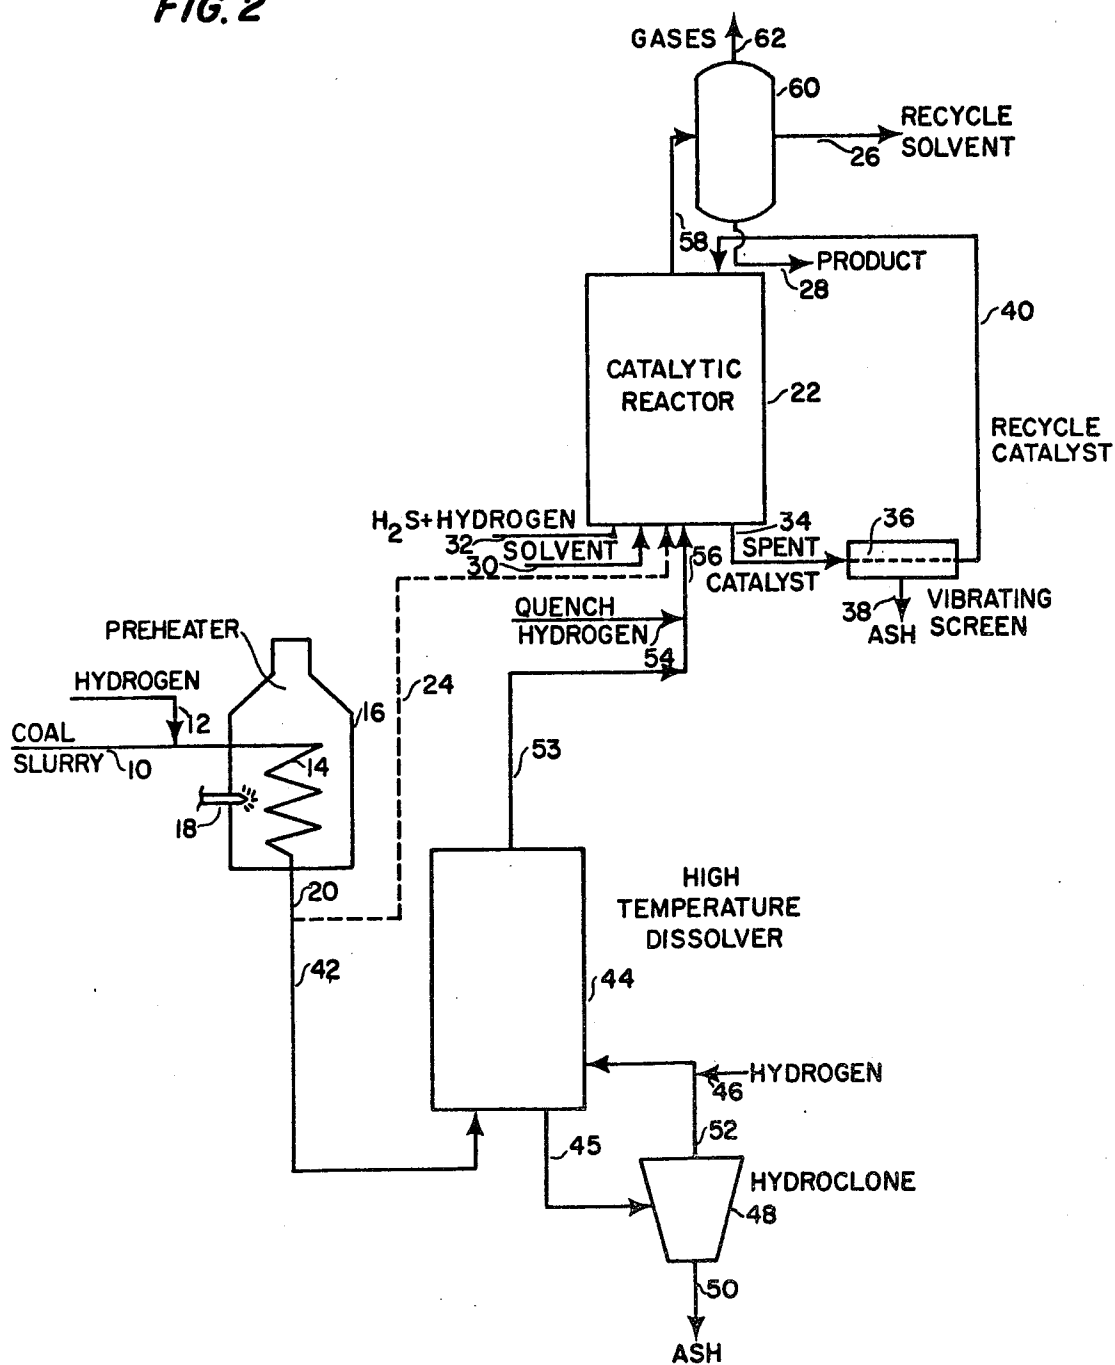 FIG. 2
GASES
62
60
RECYCLE
SOLVENT
26
58
PRODUCT
28
40
CATALYTIC
REACTOR
22
RECYCLE
CATALYST
H2S+HYDROGEN
32
SOLVENT
30
34
SPENT
CATALYST
36
56
38
ASH
VIBRATING
SCREEN
QUENCH
HYDROGEN
54
PREHEATER
HYDROGEN
12
16
24
COAL
SLURRY
10
14
18
53
20
HIGH
TEMPERATURE
DISSOLVER
42
44
HYDROGEN
46
52
45
HYDROCLONE
48
50
ASH